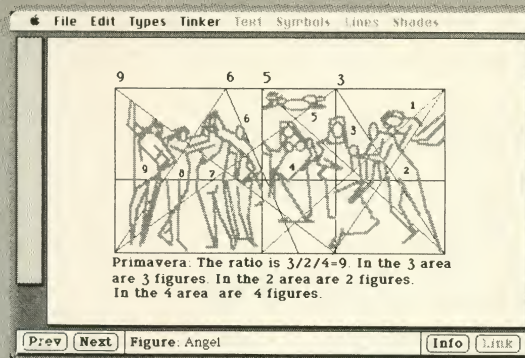 File Edit Types Tinker Text Symbols Lines Shades
9 6 5 3
1
6 5
3
9 8 7 4 2
Primavera: The ratio is 3/2/4=9. In the 3 area
are 3 figures. In the 2 area are 2 figures.
In the 4 area are 4 figures.
Prev Next Figure: Angel Info Link